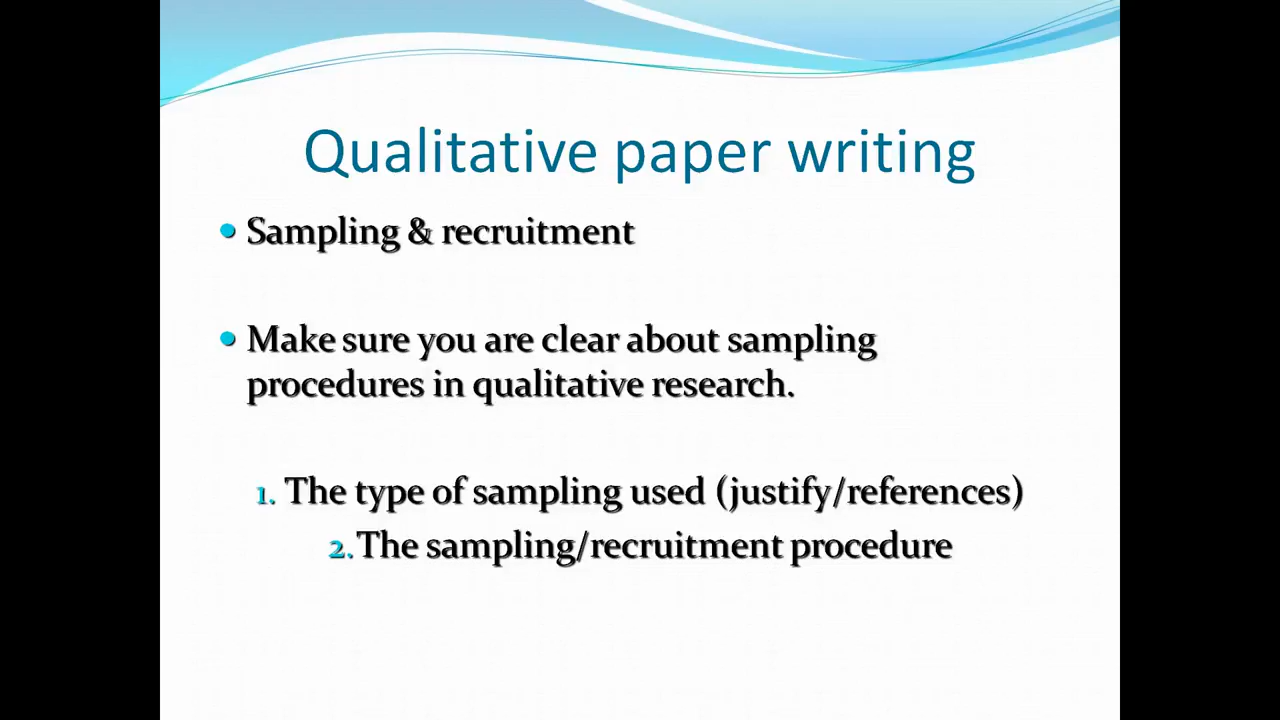 Qualitative paper writing
• Sampling & recruitment
• Make sure you are clear about sampling
procedures in qualitative research.
1. The type of sampling used (justify/references)
2. The sampling/recruitment procedure